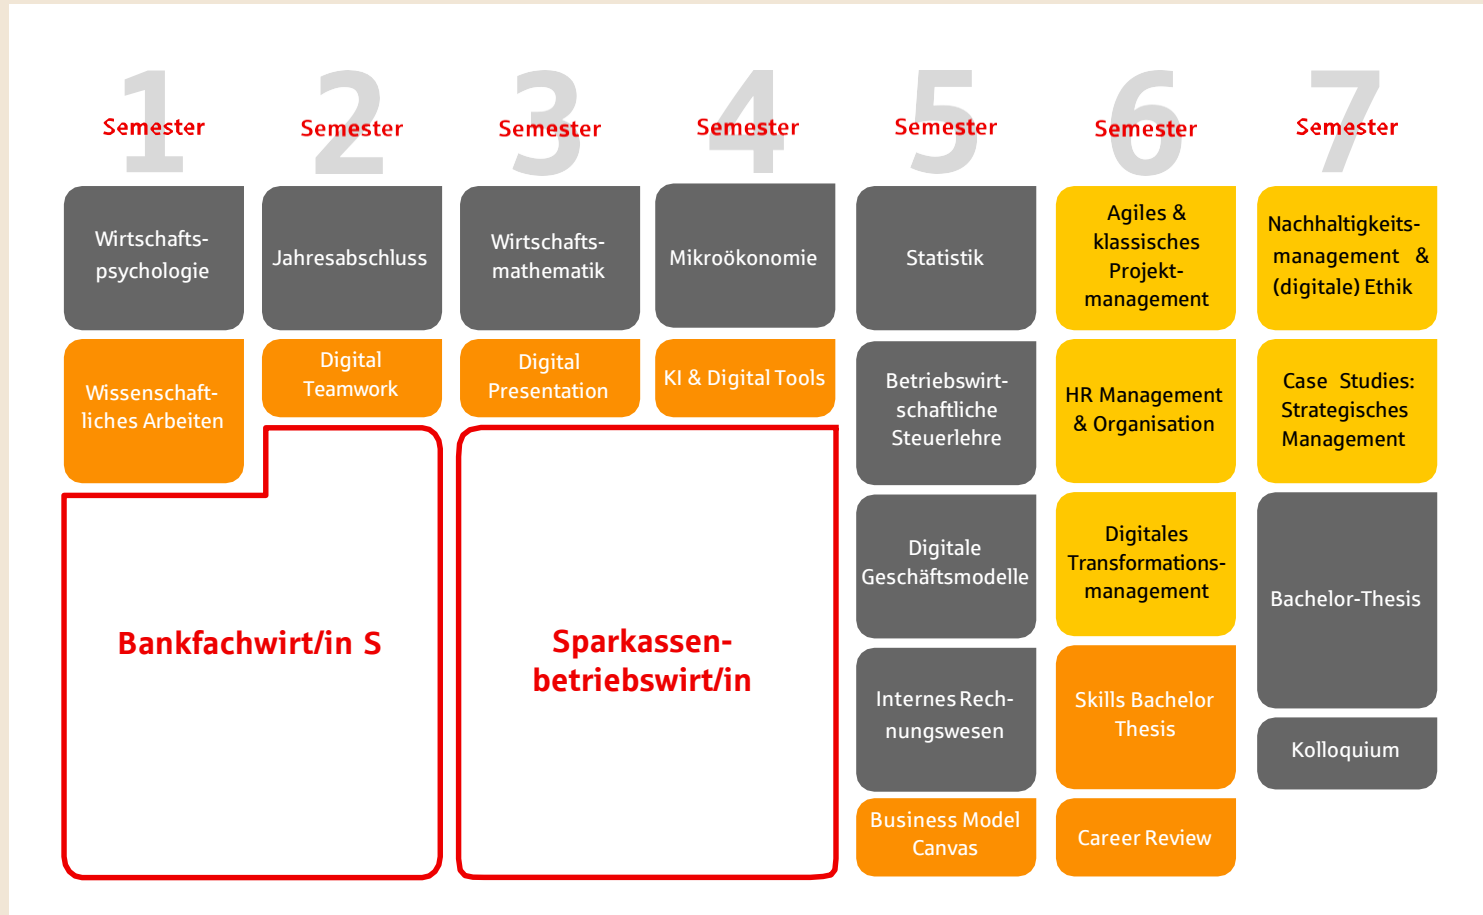 1
Semester
2
Semester
3
Semester
4
Semester
5
Semester
6
Semester
7
Semester
Wirtschafts-
psychologie
Jahresabschluss
Wirtschafts-
mathematik
Mikroökonomie
Statistik
Agiles &
klassisches
Projekt-
management
Nachhaltigkeits-
management &
(digitale) Ethik
Wissenschaft-
liches Arbeiten
Digital
Teamwork
Digital
Presentation
KI & Digital Tools
Betriebswirt-
schaftliche
Steuerlehre
HR Management
& Organisation
Case Studies:
Strategisches
Management
Digitale
Geschäftsmodelle
Digitales
Transformations-
management
Bachelor-Thesis
Bankfachwirt/in S
Sparkassen-
betriebswirt/in
Internes Rech-
nungswesen
Skills Bachelor
Thesis
Kolloquium
Business Model
Canvas
Career Review